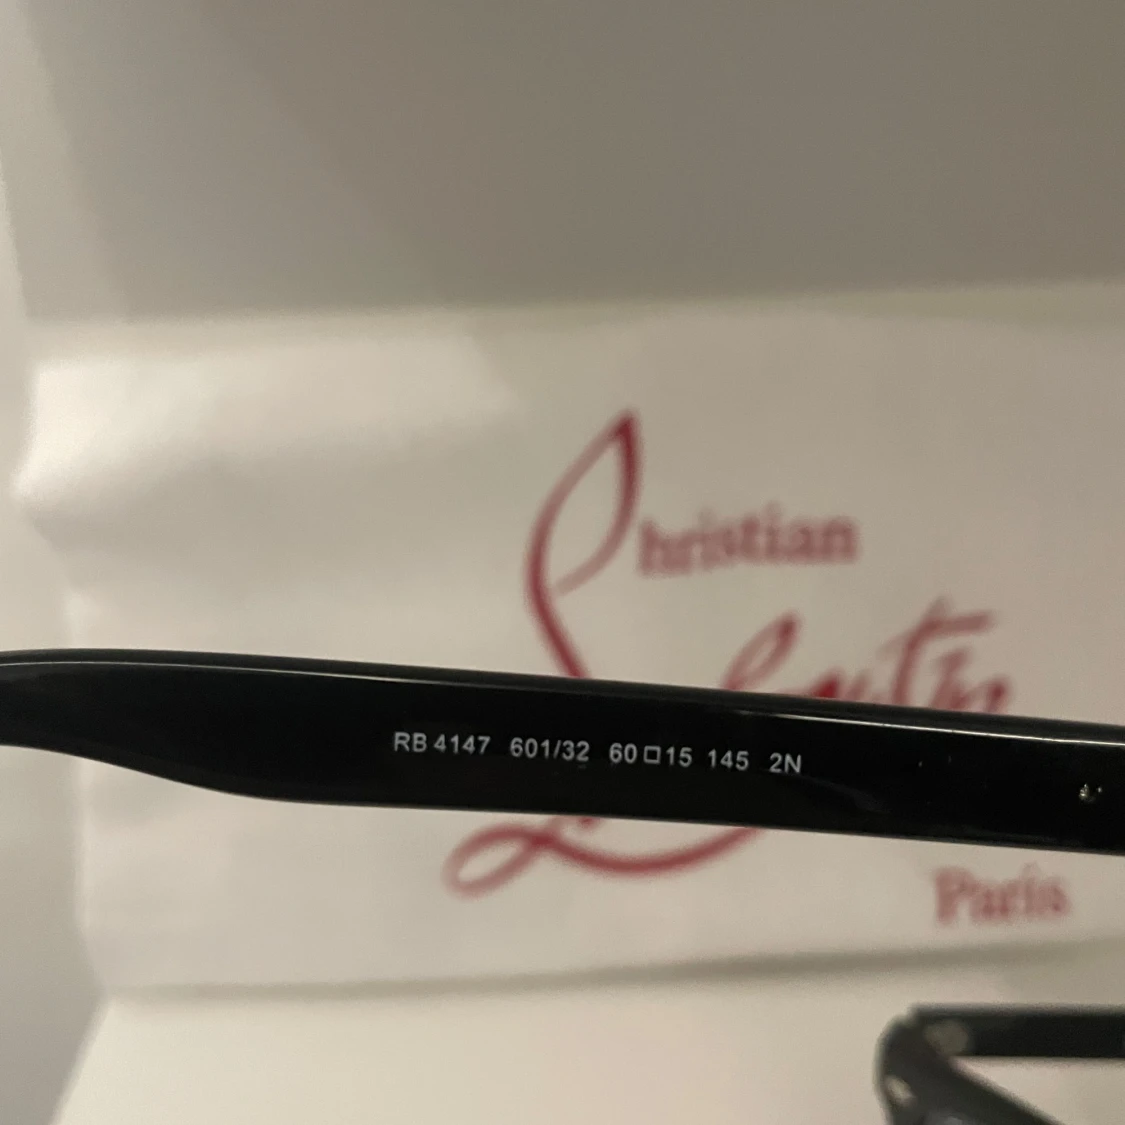 Christian
RB 4147 601/32 60□15 145 2N
Paris